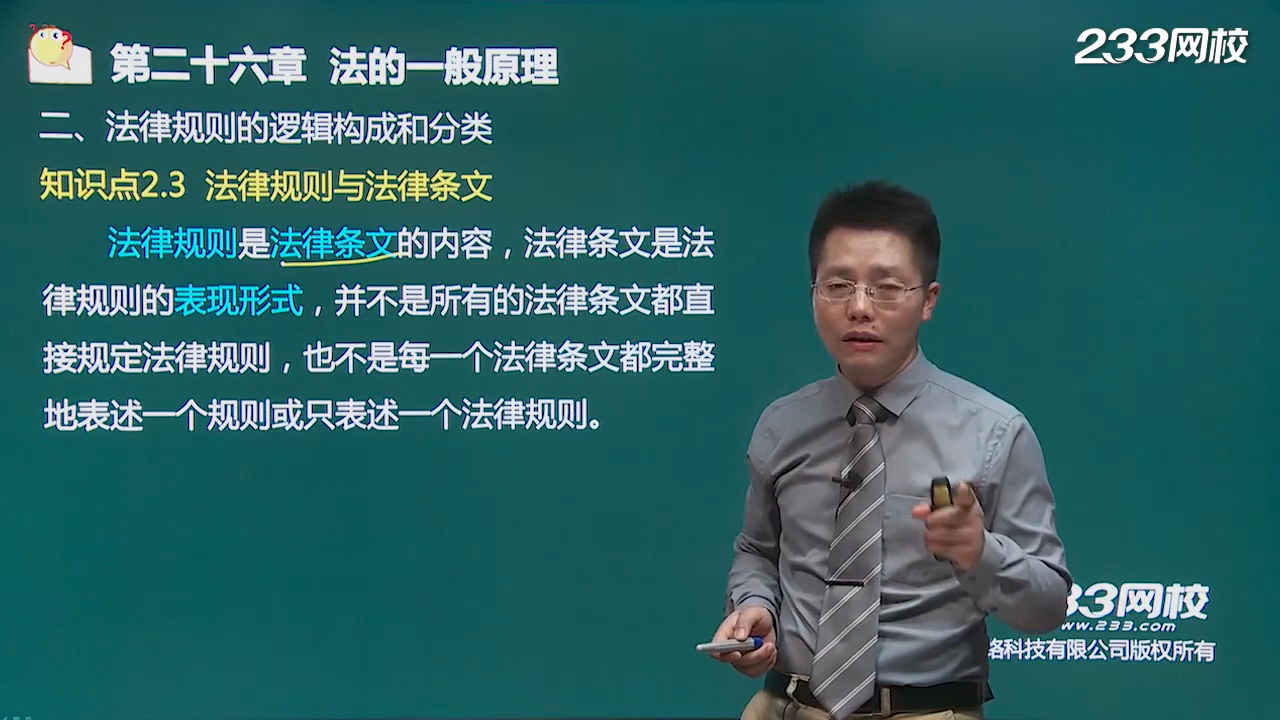 233网校
第二十六章 法的一般原理
二、法律规则的逻辑构成和分类
知识点2.3 法律规则与法律条文
法律规则是法律条文的内容，法律条文是法
律规则的表现形式，并不是所有的法律条文都直
接规定法律规则，也不是每一个法律条文都完整
地表述一个规则或只表述一个法律规则。
33网校
ww.233.com
络科技有限公司版权所有